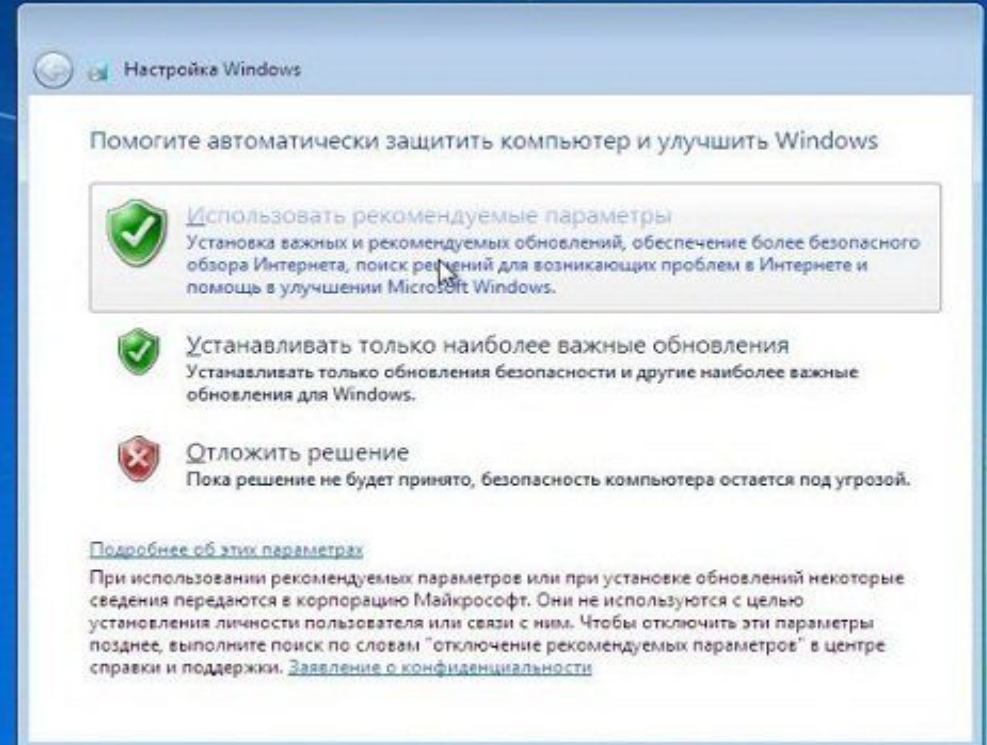 Настройка Windows
Помогите автоматически защитить компьютер и улучшить Windows
Использовать рекомендуемые параметры
Установка важных и рекомендуемых обновлений, обеспечение более безопасного
обзора Интернета, поиск решений для возникающих проблем в Интернете и
помощь в улучшении Microsoft Windows.
Устанавливать только наиболее важные обновления
Устанавливать только обновления безопасности и другие наиболее важные
обновления для Windows.
Отложить решение
Пока решение не будет принято, безопасность компьютера остается под угрозой.
Подробнее об этих параметрах
При использовании рекомендуемых параметров или при установке обновлений некоторые
сведения передаются в корпорацию Майкрософт. Они не используются с целью
установления личности пользователя или связи с ним. Чтобы отключить эти параметры
позднее, выполните поиск по словам "отключение рекомендуемых параметров" в центре
справки и поддержки. Заявление о конфиденциальности